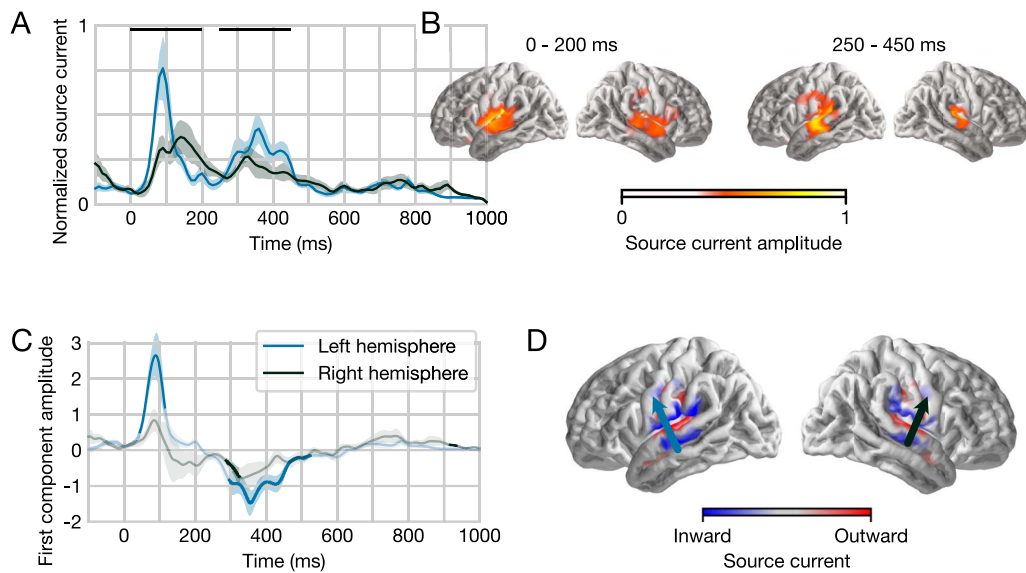 A
Normalized source current
1
0.5
0
0
200
400
600
800
1000
Time (ms)
B
0 - 200 ms
250 - 450 ms
0
1
Source current amplitude
C
First component amplitude
3
2
1
0
-1
-2
Left hemisphere
Right hemisphere
0
200
400
600
800
1000
Time (ms)
D
Inward
Outward
Source current